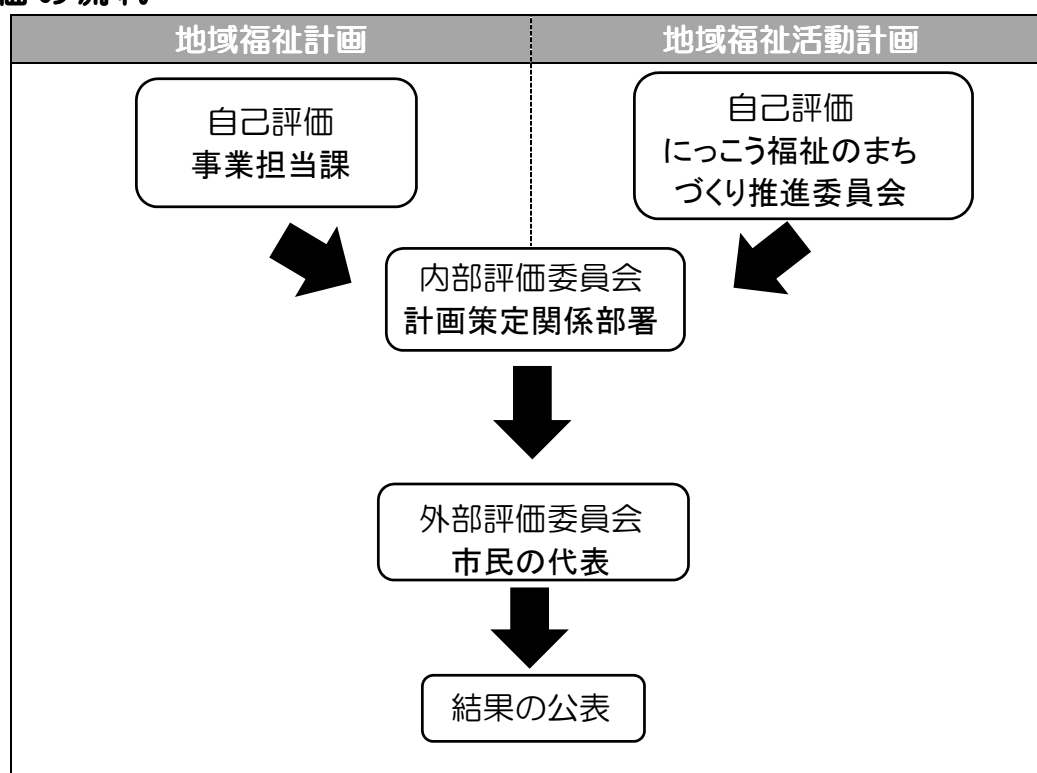 の流れ
地域福祉計画
地域福祉活動計画
自己評価
事業担当課
自己評価
にっこう福祉のまち
づくり推進委員会
内部評価委員会
計画策定関係部署
外部評価委員会
市民の代表
結果の公表